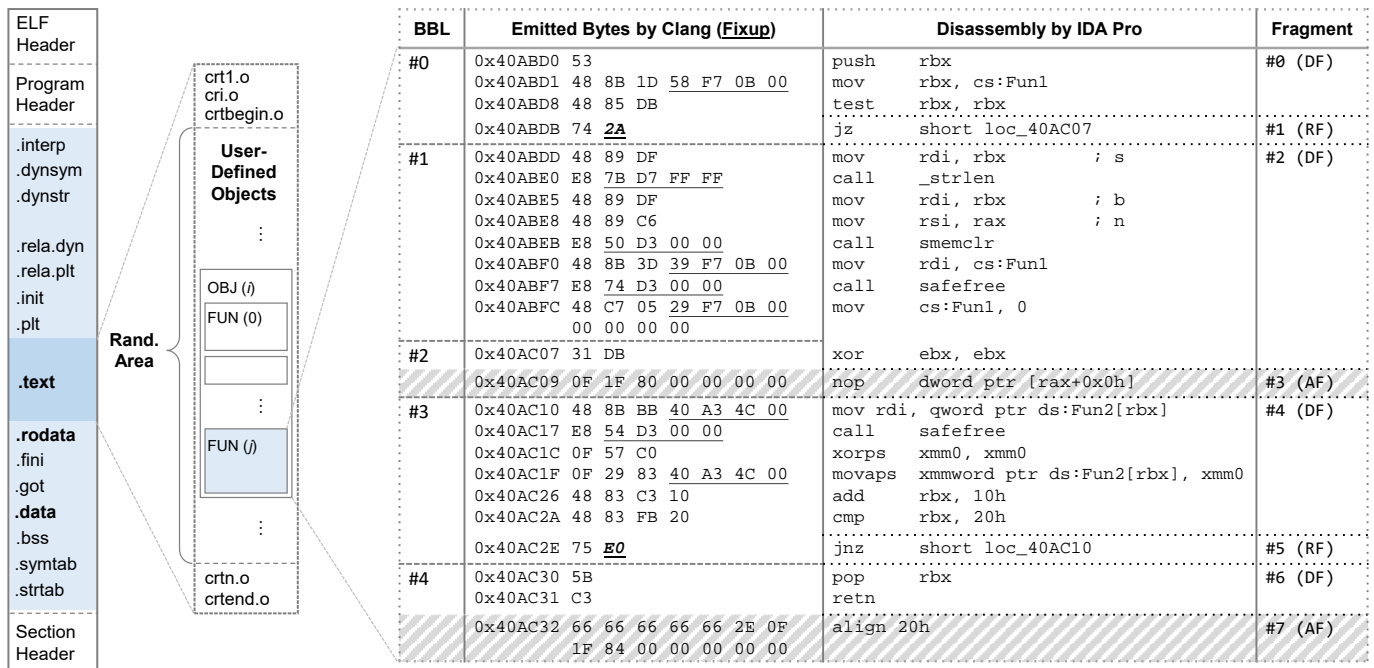 ELF
Header
Program
Header
.interp
.dynsym
.dynstr
.rela.dyn
.rela.plt
.init
.plt
.text
.rodata
.fini
.got
.data
.bss
.symtab
.strtab
Section
Header
Rand.
Area
crt1.o
cri.o
crtbegin.o
User-
Defined
Objects
⋮
OBJ (i)
FUN (0)
⋮
FUN (j)
⋮
crtn.o
crtend.o
BBL Emitted Bytes by Clang (Fixup) Disassembly by IDA Pro Fragment
#0 0x40ABD0 53 push rbx #0 (DF)
0x40ABD1 48 8B 1D 58 F7 0B 00 mov rbx, cs:Fun1
0x40ABD8 48 85 DB test rbx, rbx
0x40ABDB 74 2A jz short loc_40AC07 #1 (RF)
#1 0x40ABDD 48 89 DF mov rdi, rbx ; s #2 (DF)
0x40ABE0 E8 7B D7 FF FF call _strlen
0x40ABE5 48 89 DF mov rdi, rbx ; b
0x40ABE8 48 89 C6 mov rsi, rax ; n
0x40ABEB E8 50 D3 00 00 call smemclr
0x40ABF0 48 8B 3D 39 F7 0B 00 mov rdi, cs:Fun1
0x40ABF7 E8 74 D3 00 00 call safefree
0x40ABFC 48 C7 05 29 F7 0B 00 mov cs:Fun1, 0
00 00 00 00
#2 0x40AC07 31 DB xor ebx, ebx
0x40AC09 0F 1F 80 00 00 00 00 nop dword ptr [rax+0x0h] #3 (AF)
#3 0x40AC10 48 8B BB 40 A3 4C 00 mov rdi, qword ptr ds:Fun2[rbx] #4 (DF)
0x40AC17 E8 54 D3 00 00 call safefree
0x40AC1C 0F 57 C0 xorps xmm0, xmm0
0x40AC1F 0F 29 83 40 A3 4C 00 movaps xmmword ptr ds:Fun2[rbx], xmm0
0x40AC26 48 83 C3 10 add rbx, 10h
0x40AC2A 48 83 FB 20 cmp rbx, 20h
0x40AC2E 75 E0 jnz short loc_40AC10 #5 (RF)
#4 0x40AC30 5B pop rbx #6 (DF)
0x40AC31 C3 retn
0x40AC32 66 66 66 66 66 2E 0F align 20h #7 (AF)
1F 84 00 00 00 00 00